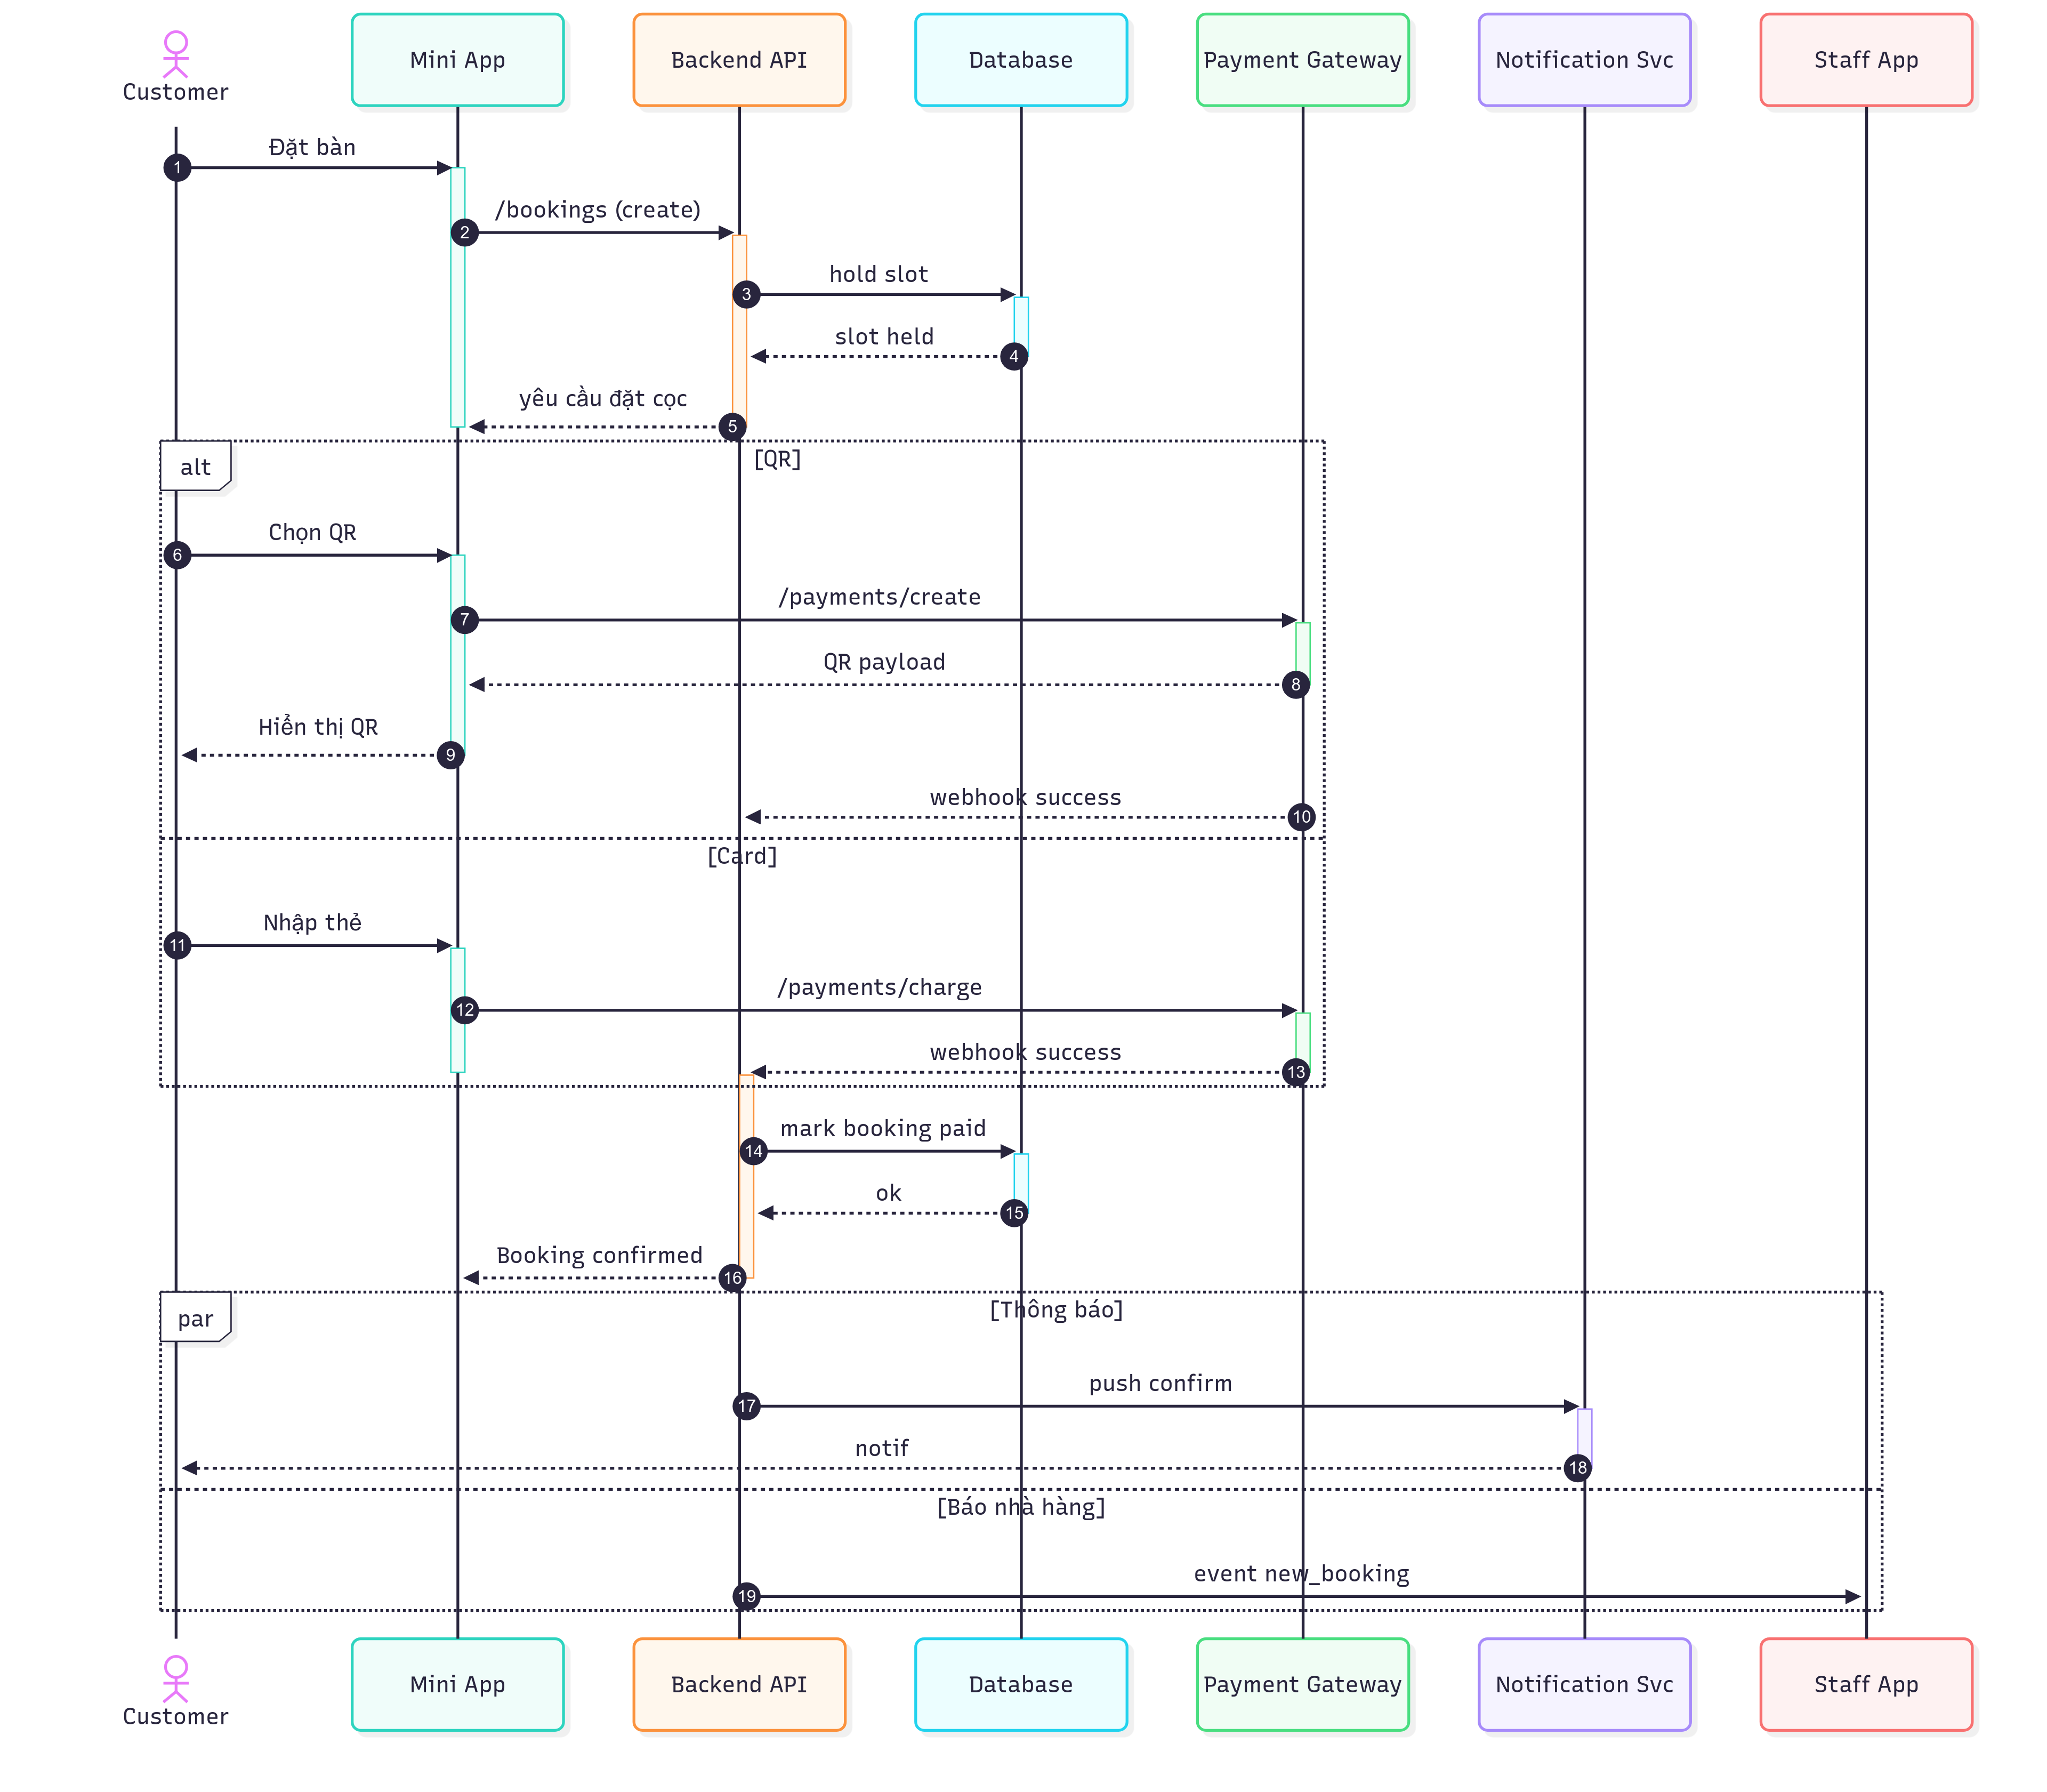 Customer
Mini App
Backend API
Database
Payment Gateway
Notification Svc
Staff App
Đặt bàn
1
/bookings (create)
2
hold slot
3
slot held
4
yêu cầu đặt cọc
5
alt
[QR]
Chọn QR
6
/payments/create
7
QR payload
8
Hiển thị QR
9
webhook success
10
[Card]
Nhập thẻ
11
/payments/charge
12
webhook success
13
mark booking paid
14
ok
15
Booking confirmed
16
par
[Thông báo]
push confirm
17
notif
18
[Báo nhà hàng]
event new_booking
19
Customer
Mini App
Backend API
Database
Payment Gateway
Notification Svc
Staff App